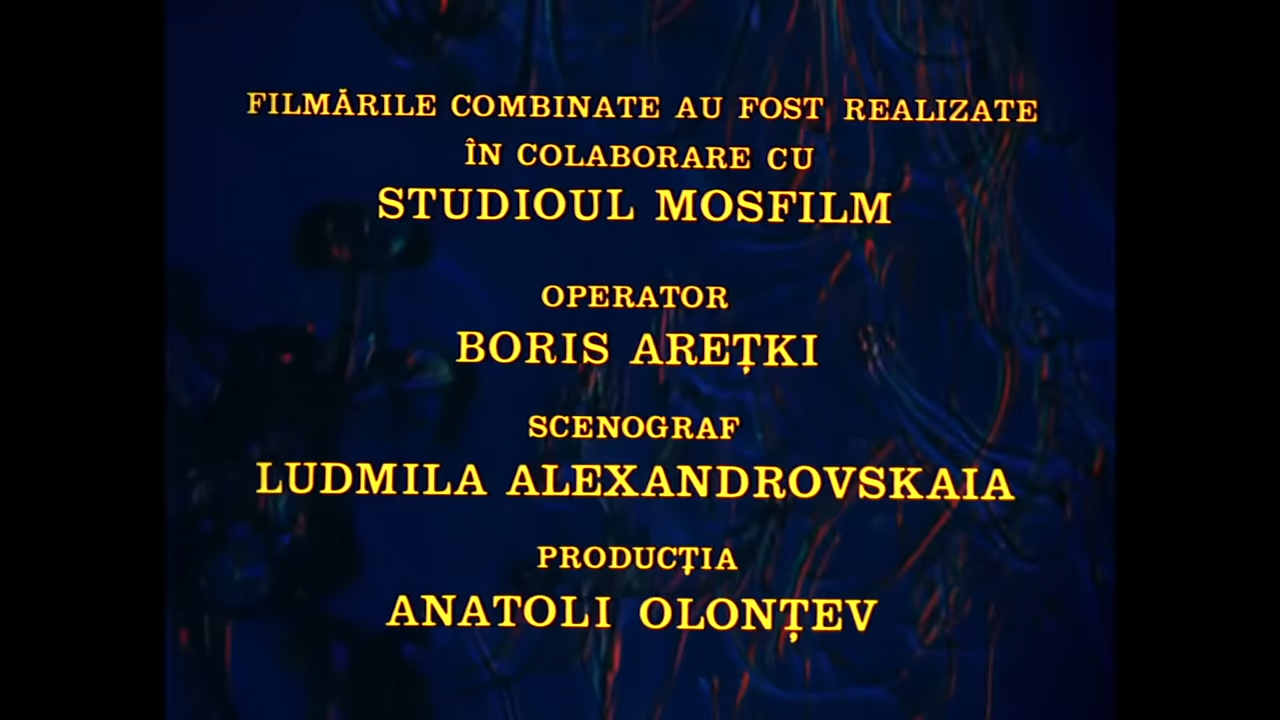 FILMĂRILE COMBINATE AU FOST REALIZATE
ÎN COLABORARE CU
STUDIOUL MOSFILM
OPERATOR
BORIS AREȚKI
SCENOGRAF
LUDMILA ALEXANDROVSKAIA
PRODUCȚIA
ANATOLI OLONȚEV